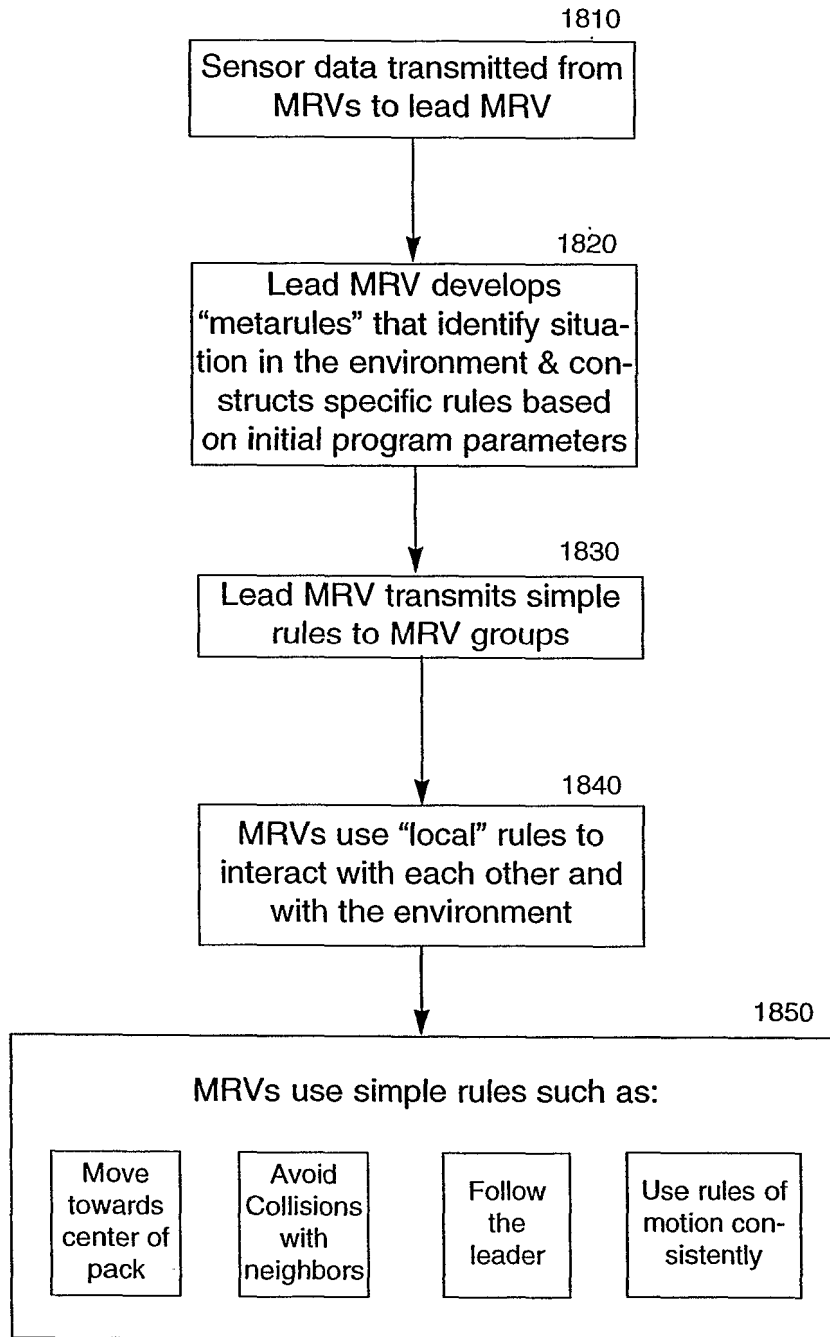 1810
Sensor data transmitted from
MRVs to lead MRV
1820
Lead MRV develops
“metarules” that identify situa-
tion in the environment & con-
structs specific rules based
on initial program parameters
1830
Lead MRV transmits simple
rules to MRV groups
1840
MRVs use “local” rules to
interact with each other and
with the environment
1850
MRVs use simple rules such as:
Move
towards
center of
pack
Avoid
Collisions
with
neighbors
Follow
the
leader
Use rules of
motion con-
sistently